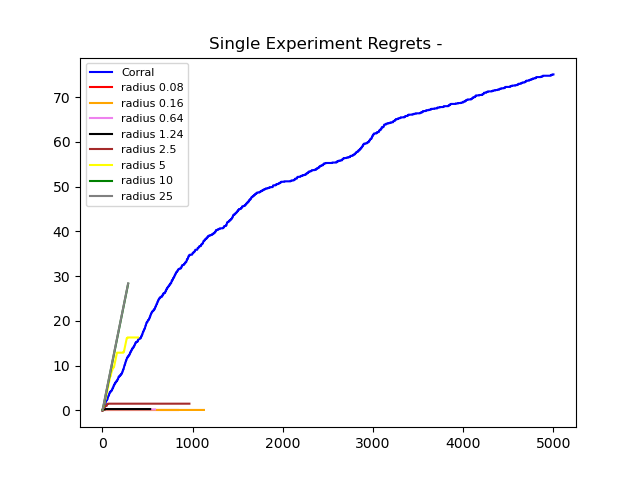 Single Experiment Regrets -
Corral
radius 0.08
radius 0.16
radius 0.64
radius 1.24
radius 2.5
radius 5
radius 10
radius 25
70
60
50
40
30
20
10
0
0 1000 2000 3000 4000 5000